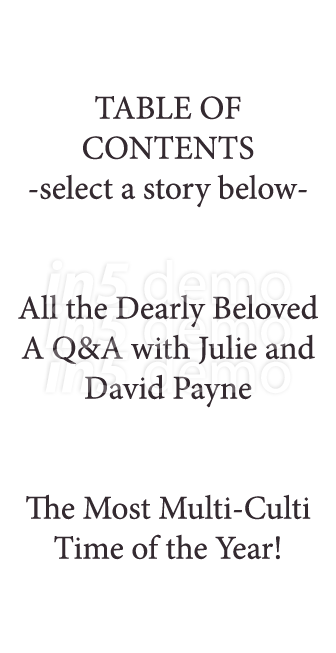 TABLE OF
CONTENTS
-select a story below-
in5 demo
All the Dearly Beloved
in5 demo
A Q&A with Julie and
in5 demo
David Payne
The Most Multi-Culti
Time of the Year!